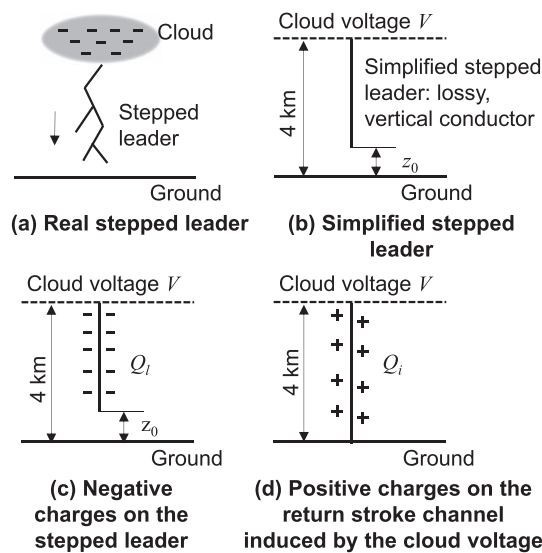 Cloud
Stepped
leader
Ground
(a) Real stepped leader
Cloud voltage V
4 km
Simplified stepped
leader: lossy,
vertical conductor
z0
Ground
(b) Simplified stepped
leader
Cloud voltage V
4 km
Ql
z0
Ground
(c) Negative
charges on the
stepped leader
Cloud voltage V
4 km
Qi
Ground
(d) Positive charges on the
return stroke channel
induced by the cloud voltage